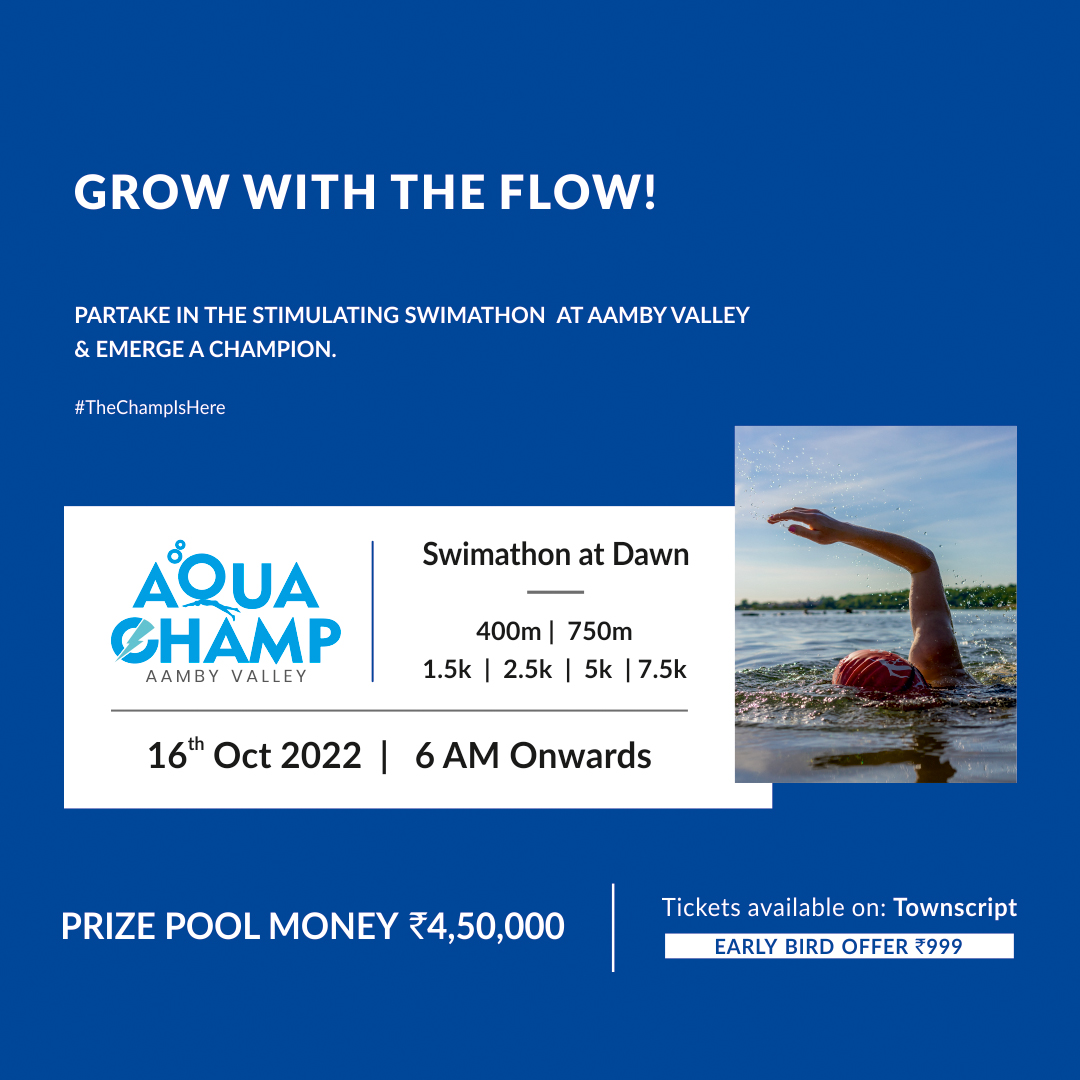 GROW WITH THE FLOW!
PARTAKE IN THE STIMULATING SWIMATHON  AT AAMBY VALLEY
& EMERGE A CHAMPION.
#TheChampIsHere
AQUA
CHAMP
AAMBY VALLEY
Swimathon at Dawn
400m | 750m
1.5k | 2.5k | 5k | 7.5k
16th Oct 2022 | 6 AM Onwards
PRIZE POOL MONEY ₹4,50,000
Tickets available on: Townscript
EARLY BIRD OFFER ₹999